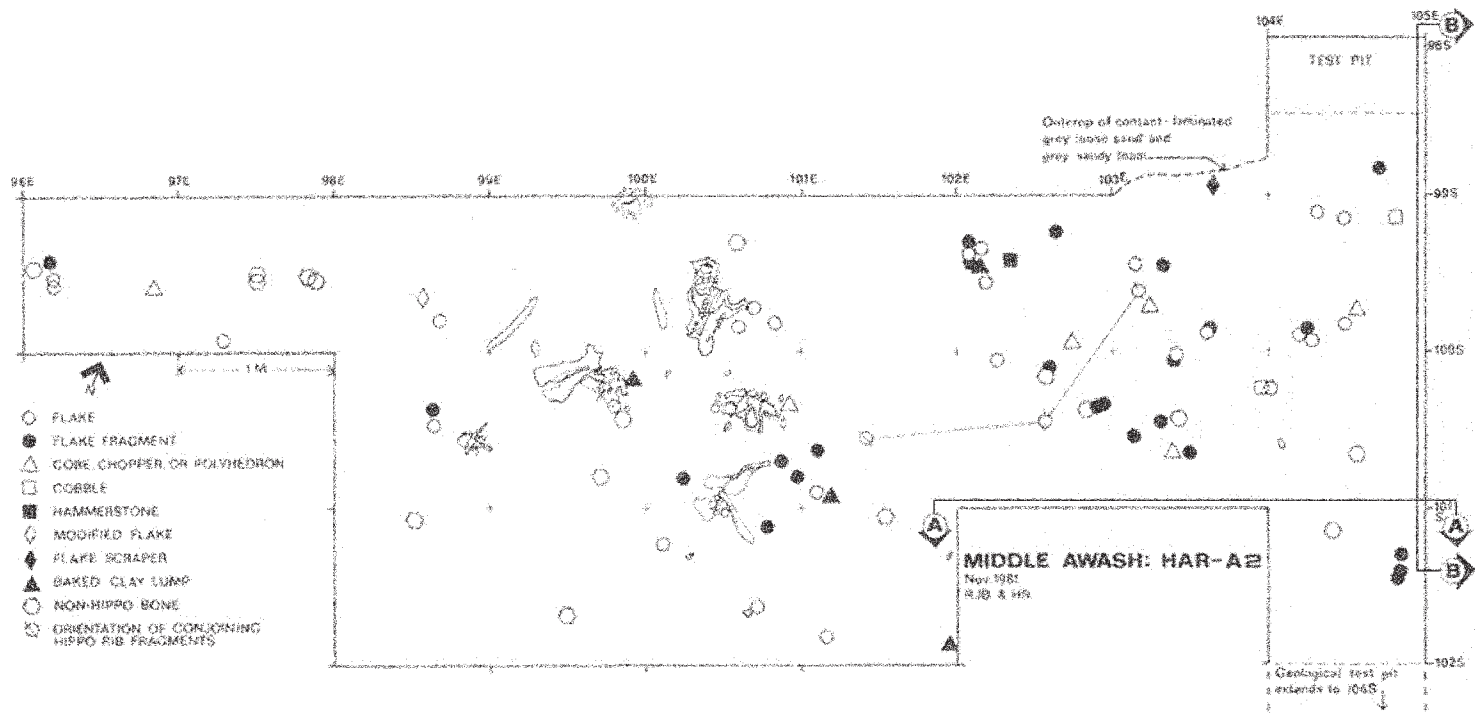 104E
105E
B
98S
TEST PIT
Outcrop of contact-laminated
grey sand and
grey sandy
96E 97E 98E 99E 100E 101E 102E 103E
99S
100S
1 M
N
FLAKE
FLAKE FRAGMENT
CORE, CHOPPER, OR POLYHEDRON
COBBLE
HAMMERSTONE
MODIFIED FLAKE
FLAKE SCRAPER
BAKED CLAY LUMP
NON-HIPPO BONE
ORIENTATION OF CONJOINING
HIPPO RIB FRAGMENTS
101
S
A A
MIDDLE AWASH: HAR-A2
Nov. 1981
B
102S
Geological test pit
extends to 106S